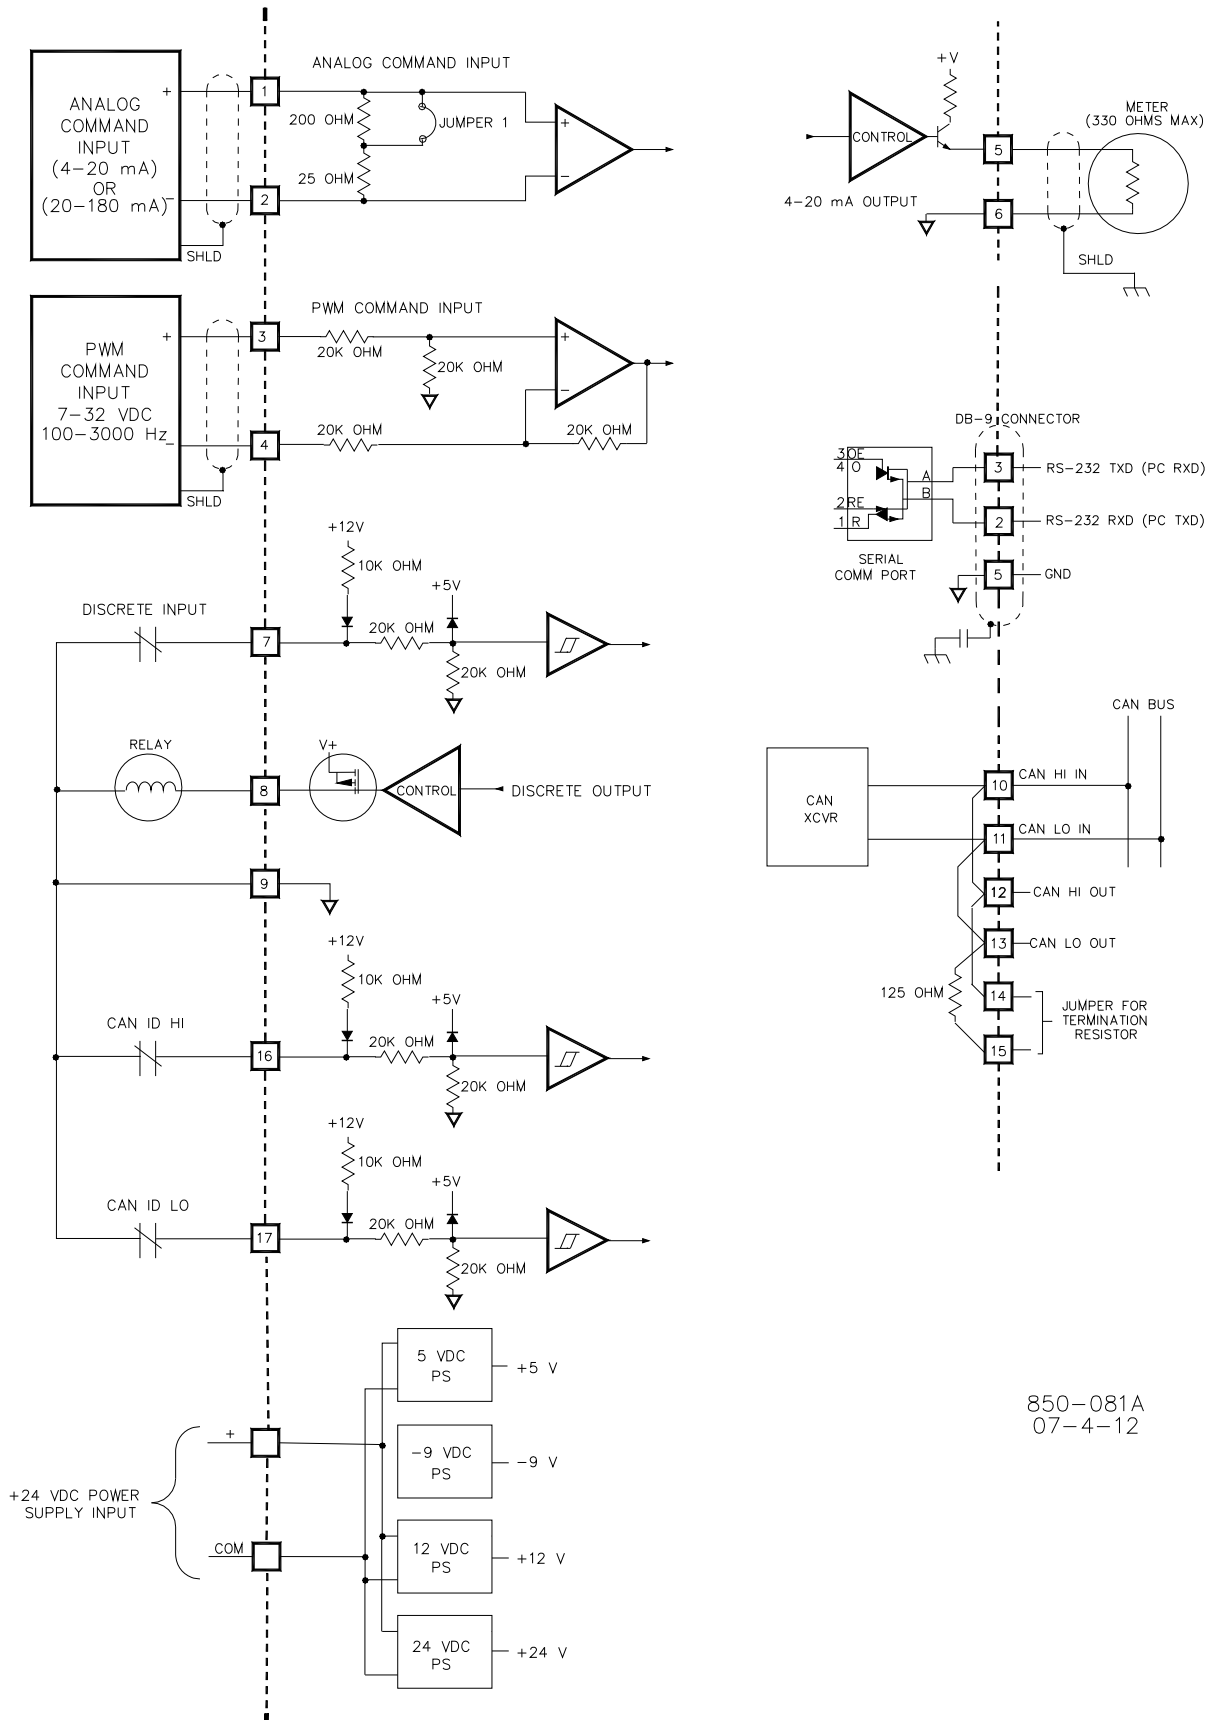 ANALOG COMMAND INPUT
+
1
ANALOG
COMMAND
INPUT
(4-20 mA)
OR
(20-180 mA)
-
200 OHM
JUMPER 1
25 OHM
+
-
2
SHLD
PWM COMMAND INPUT
+
3
PWM
COMMAND
INPUT
7-32 VDC
100-3000 Hz
-
20K OHM
20K OHM
+
-
4
20K OHM
20K OHM
SHLD
+12V
10K OHM
+5V
DISCRETE INPUT
7
20K OHM
20K OHM
RELAY
8
V+
CONTROL
DISCRETE OUTPUT
9
+12V
10K OHM
+5V
CAN ID HI
16
20K OHM
20K OHM
+12V
10K OHM
+5V
CAN ID LO
17
20K OHM
20K OHM
5 VDC
PS
+5 V
+
-9 VDC
PS
-9 V
+24 VDC POWER
SUPPLY INPUT
COM
12 VDC
PS
+12 V
24 VDC
PS
+24 V
+V
METER
(330 OHMS MAX)
CONTROL
5
4-20 mA OUTPUT
6
SHLD
DB-9 CONNECTOR
3 OE
4 O
A
B
2 RE
1 R
3
RS-232 TXD (PC RXD)
2
RS-232 RXD (PC TXD)
SERIAL
COMM PORT
5
GND
CAN BUS
CAN
XCVR
10
CAN HI IN
11
CAN LO IN
12
CAN HI OUT
13
CAN LO OUT
125 OHM
14
JUMPER FOR
TERMINATION
RESISTOR
15
850-081A
07-4-12